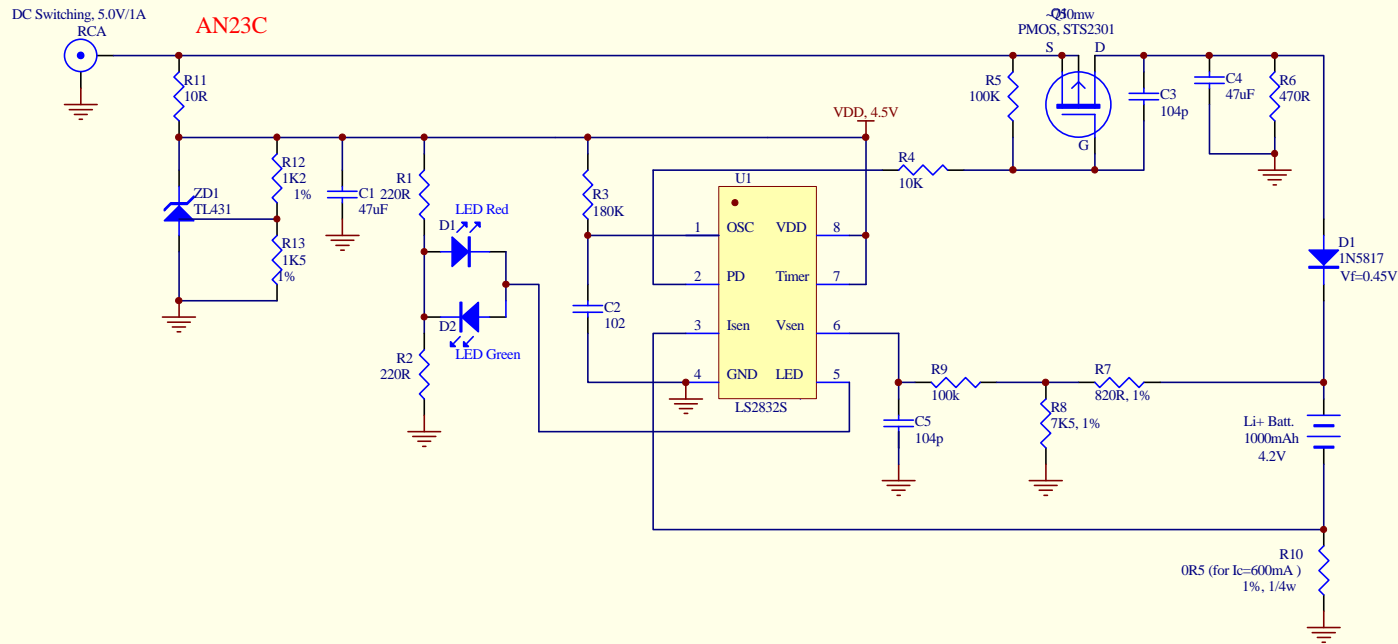 DC Switching, 5.0V/1A
RCA
AN23C
~250mw
PMOS, STS2301
S
D
G
R11
10R
R5
100K
C3
104p
C4
47uF
R6
470R
VDD, 4.5V
R12
1K2
1%
ZD1
TL431
R13
1K5
1%
C1
47uF
R1
220R
LED Red
D1
D2
LED Green
R2
220R
R3
180K
C2
102
R4
10K
U1
1
OSC
VDD
8
2
PD
Timer
7
3
Isen
Vsen
6
4
GND
LED
5
LS2832S
D1
1N5817
Vf=0.45V
R9
100k
R7
820R, 1%
R8
7K5, 1%
C5
104p
Li+ Batt.
1000mAh
4.2V
R10
0R5 (for Ic=600mA )
1%, 1/4w